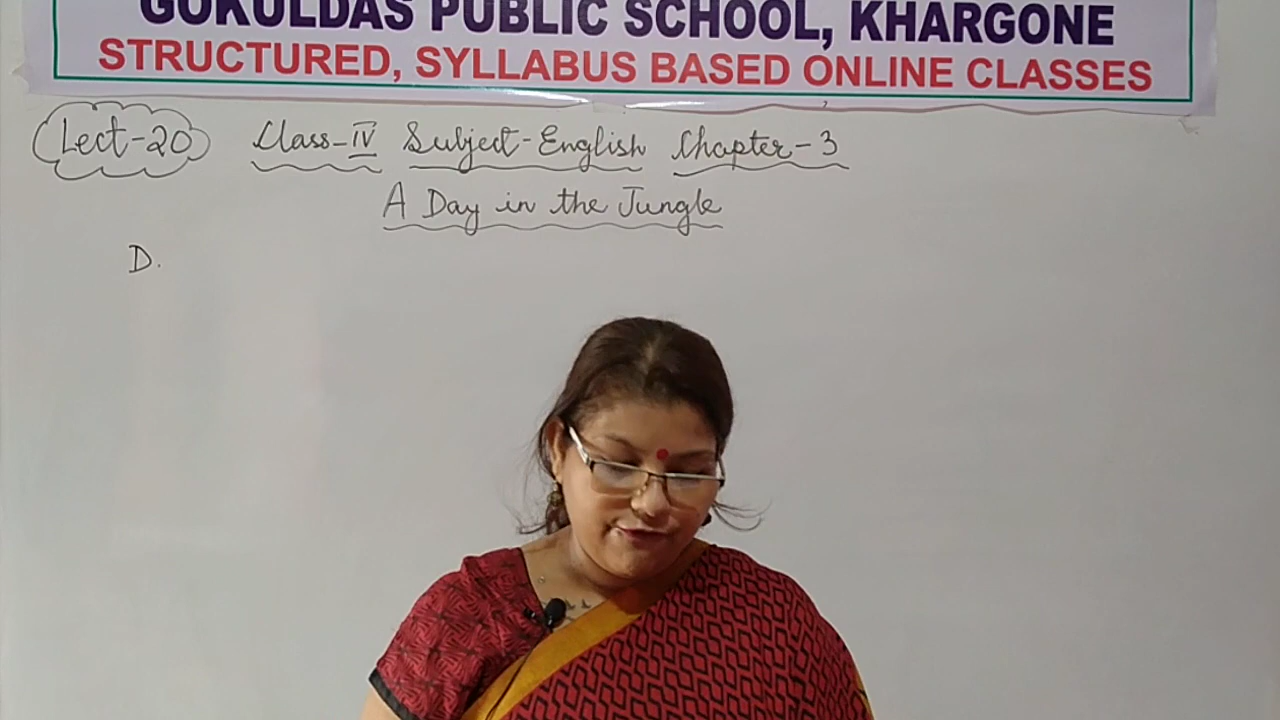 GOKULDAS PUBLIC SCHOOL, KHARGONE
STRUCTURED, SYLLABUS BASED ONLINE CLASSES
Lect-20 Class-IV Subject-English Chapter-3
A Day in the Jungle
D.